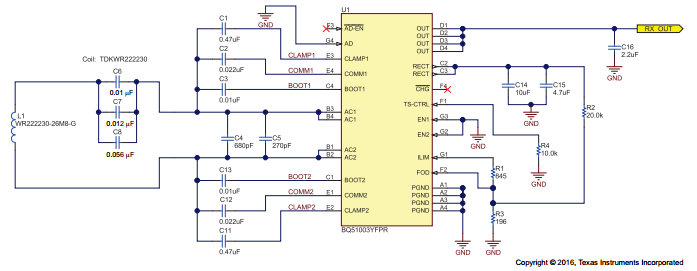 U1
C1
0.47uF
GND
F3
AD-EN
G4
AD
OUT
D1
OUT
D2
OUT
D3
OUT
D4
RX_OUT
C16
2.2uF
GND
Coil: TDKWR222230
C6
0.01 µF
C7
0.012 µF
C8
0.056 µF
L1
WR222230-26M8-G
CLAMP1
E3
CLAMP1
C2
0.022uF
COMM1
E4
COMM1
C3
0.01uF
BOOT1
C4
BOOT1
RECT
C2
RECT
C3
CHG
F4
C14
10uF
C15
4.7uF
GND
R2
20.0k
TS-CTRL
F1
B3
AC1
B4
AC1
EN1
G3
EN2
G2
GND
C4
680pF
C5
270pF
R4
10.0k
GND
B1
AC2
B2
AC2
ILIM
G1
FOD
F2
R1
845
C13
0.01uF
BOOT2
C1
BOOT2
C12
0.022uF
COMM2
E1
COMM2
C11
0.47uF
CLAMP2
E2
CLAMP2
PGND
A1
PGND
A2
PGND
A3
PGND
A4
R3
196
BQ51003YFPR
GND
GND
Copyright © 2016, Texas Instruments Incorporated